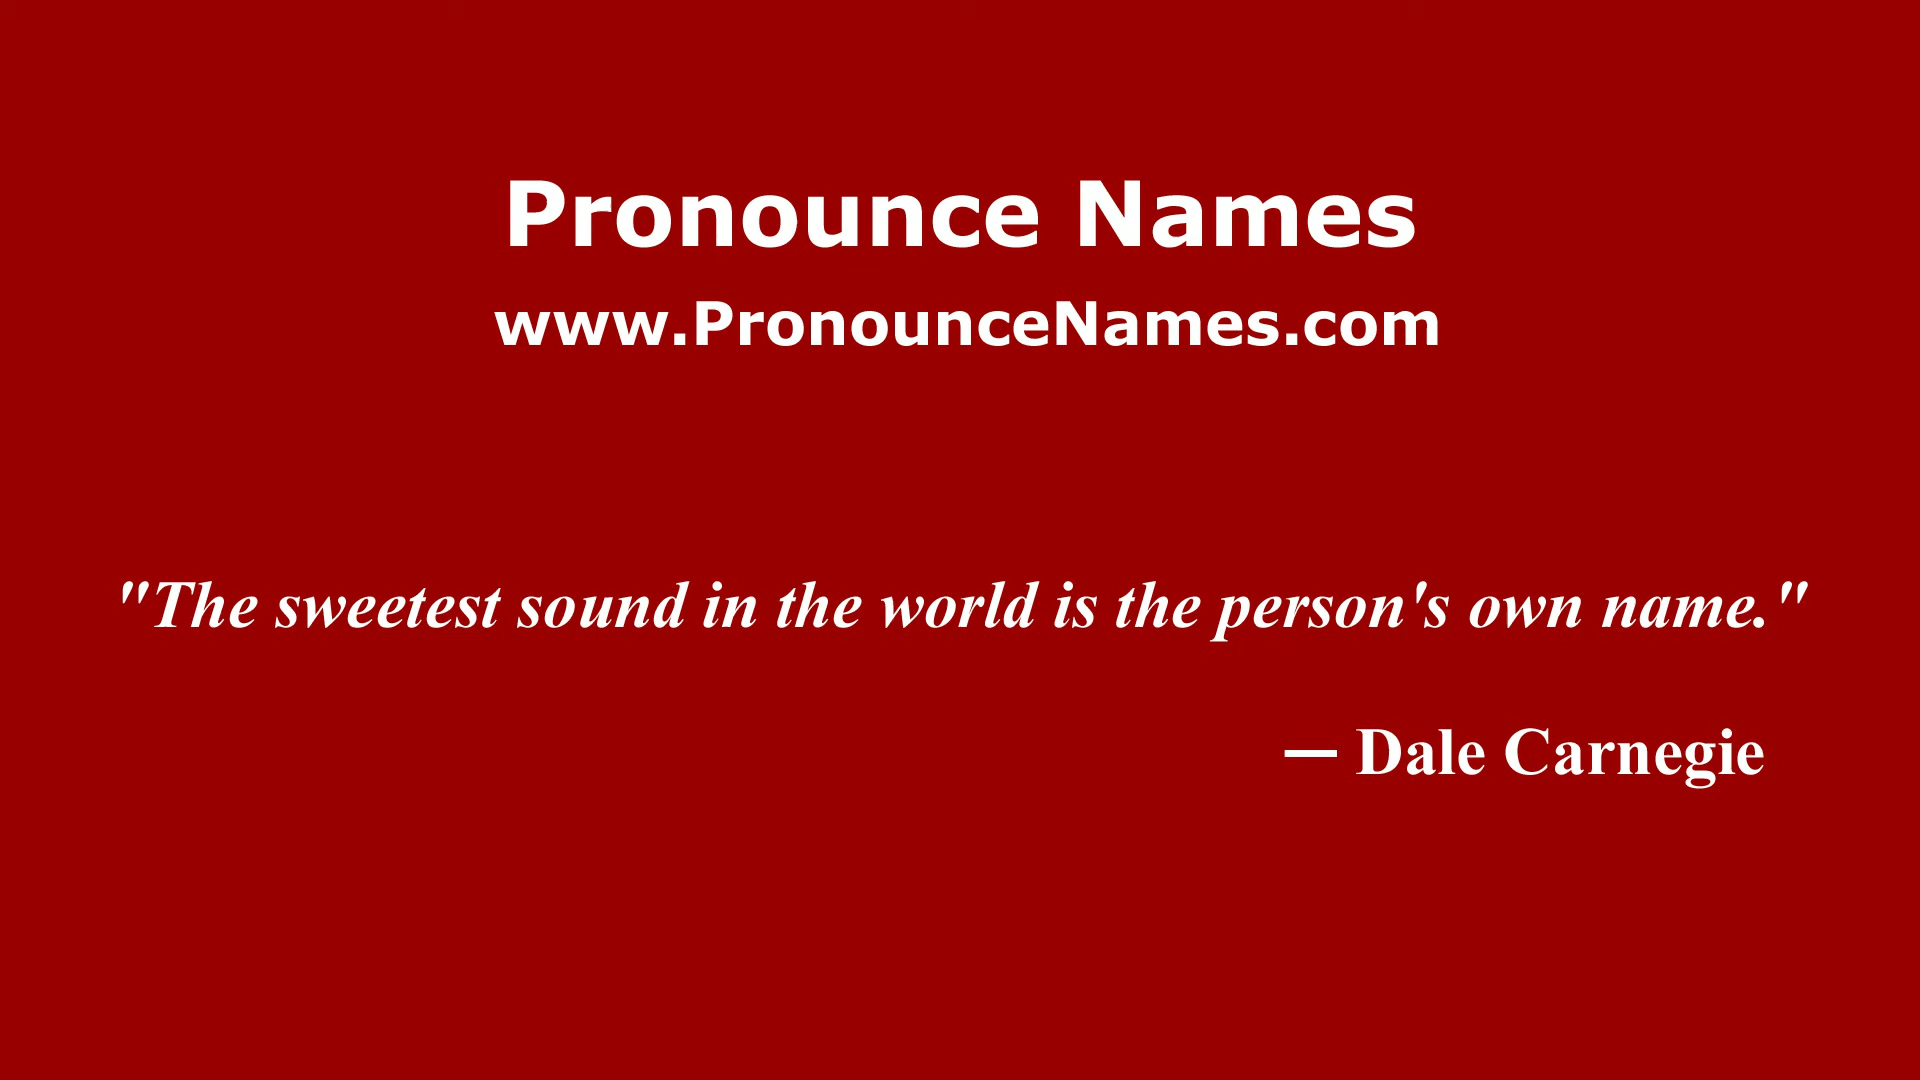 Pronounce Names
www.PronounceNames.com
"The sweetest sound in the world is the person's own name."
— Dale Carnegie